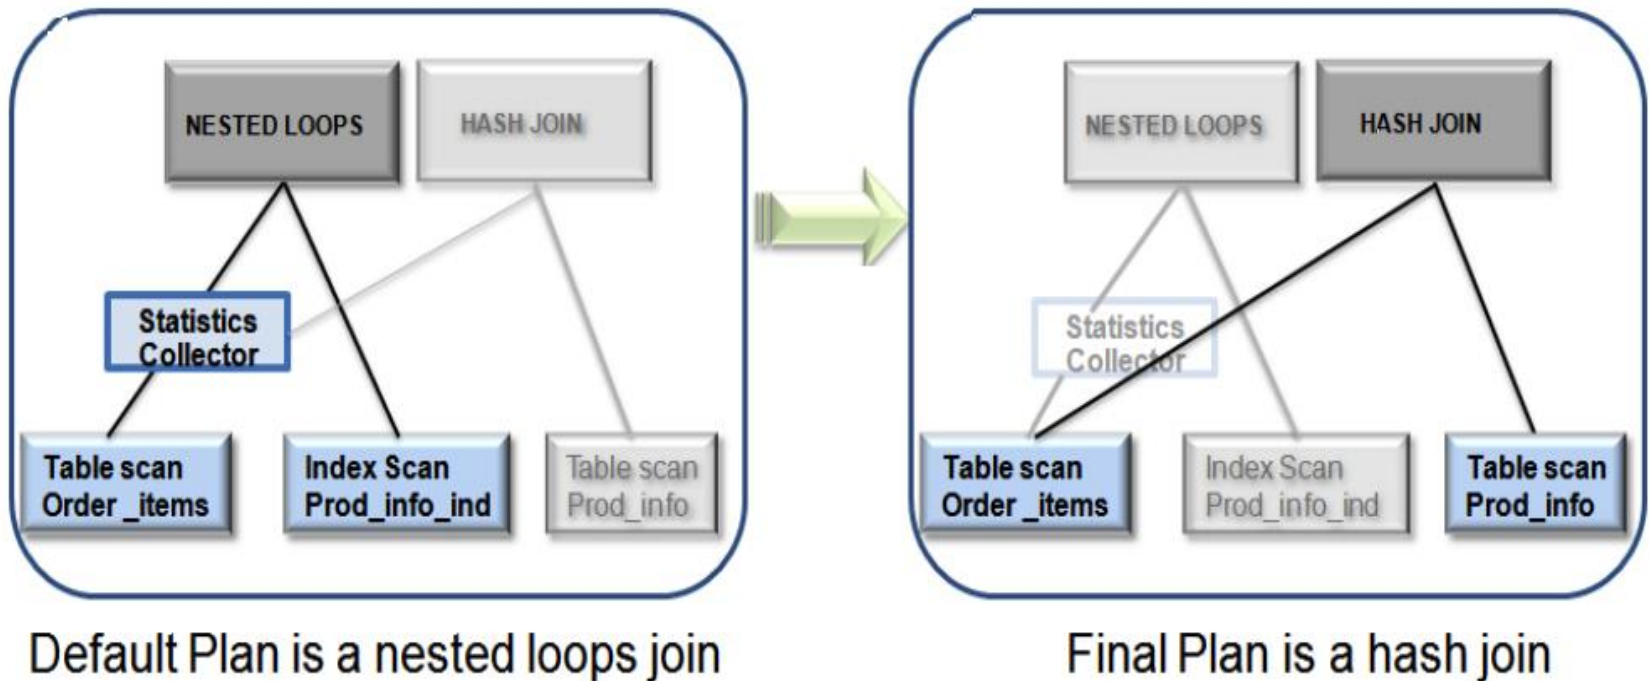 NESTED LOOPS
HASH JOIN
Statistics
Collector
Table scan
Order _items
Index Scan
Prod_info_ind
Table scan
Prod_info
Default Plan is a nested loops join
NESTED LOOPS
HASH JOIN
Statistics
Collector
Table scan
Order _items
Index Scan
Prod_info_ind
Table scan
Prod_info
Final Plan is a hash join